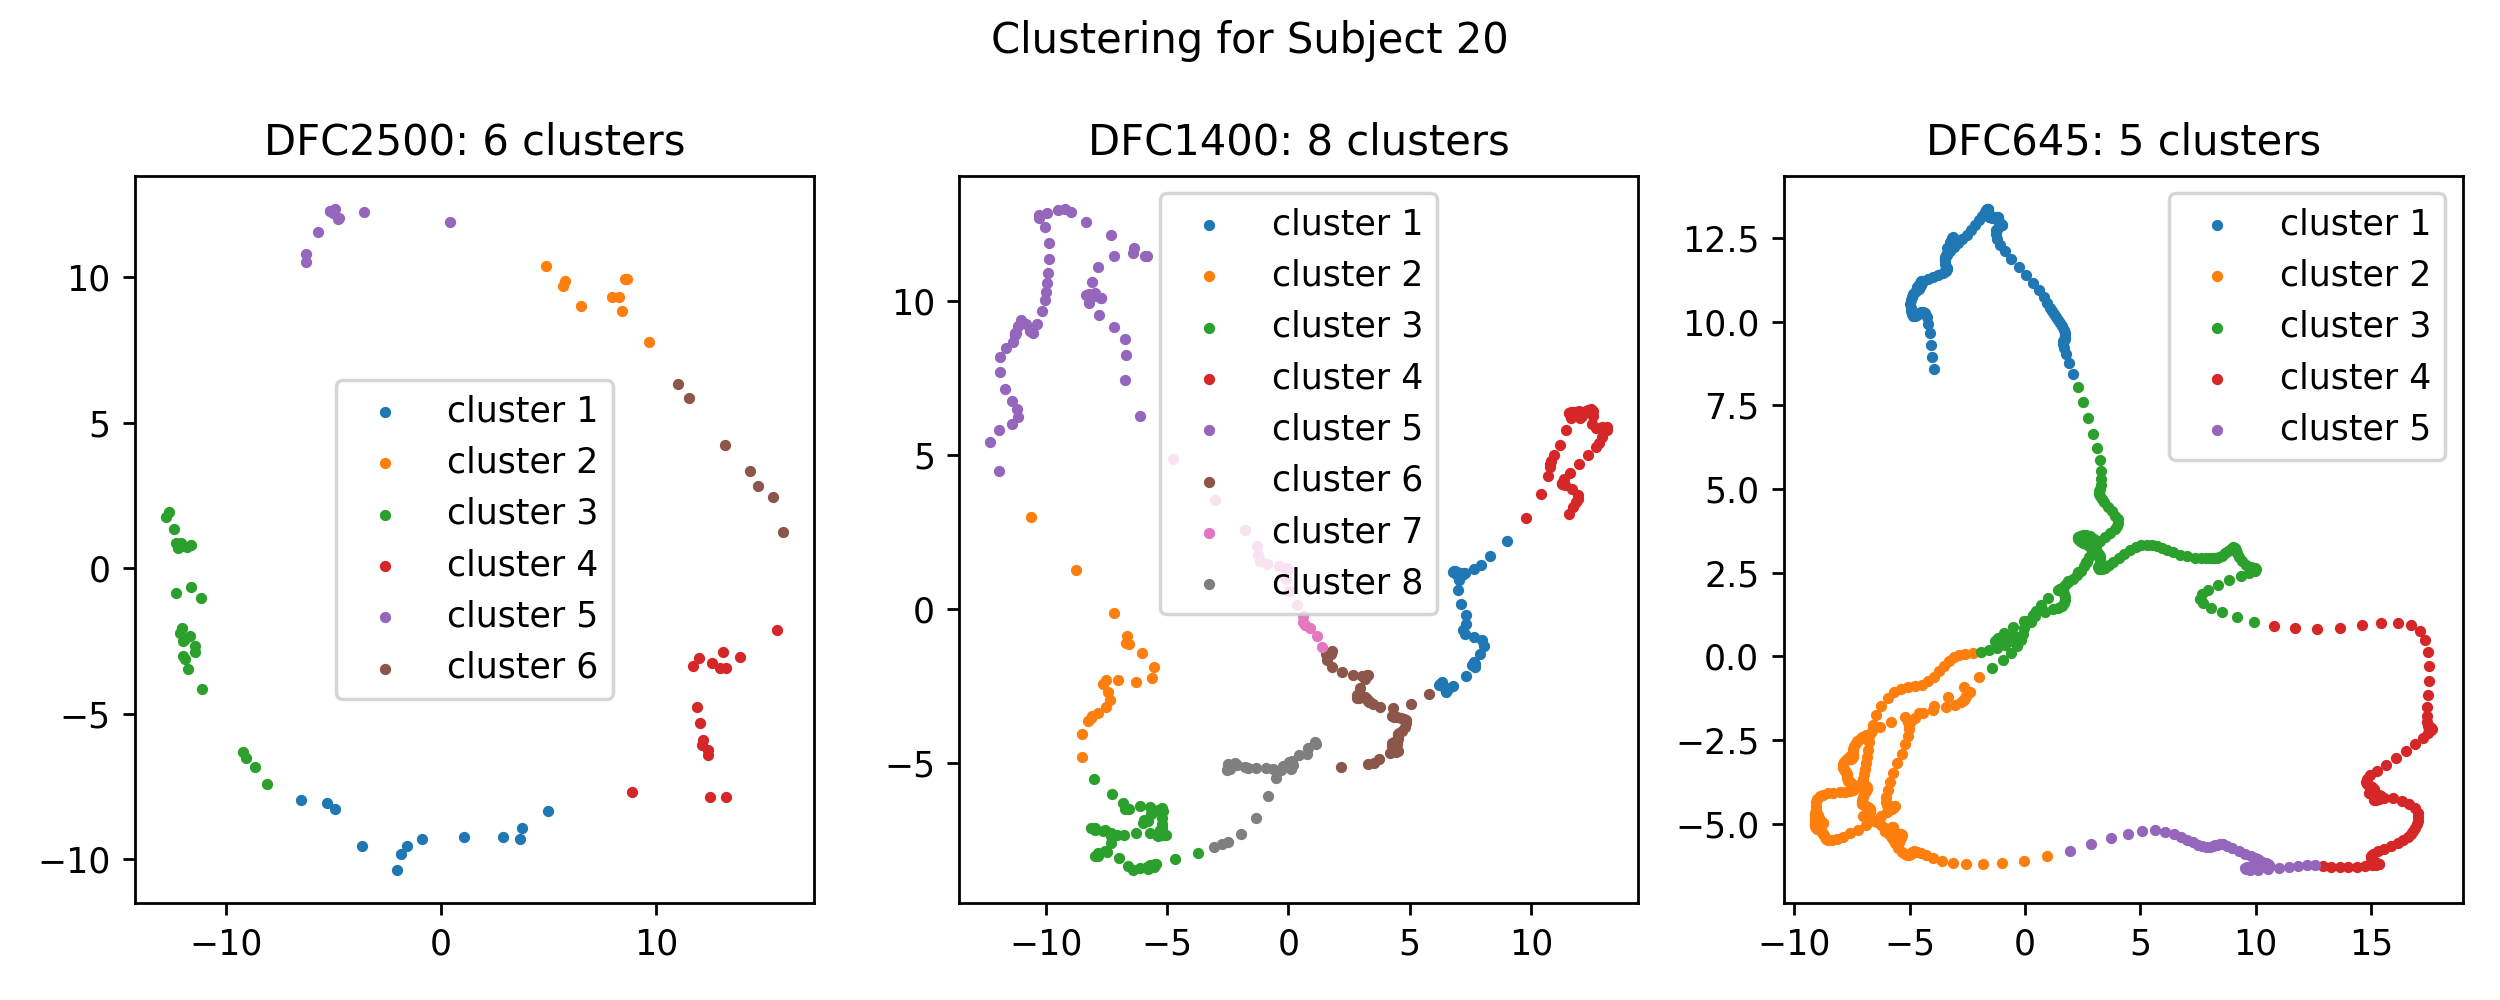 Clustering for Subject 20
DFC2500: 6 clusters
10
5
0
−5
−10
−10 0 10
cluster 1
cluster 2
cluster 3
cluster 4
cluster 5
cluster 6
DFC1400: 8 clusters
10
5
0
−5
−10 −5 0 5 10
cluster 1
cluster 2
cluster 3
cluster 4
cluster 5
cluster 6
cluster 7
cluster 8
DFC645: 5 clusters
12.5
10.0
7.5
5.0
2.5
0.0
−2.5
−5.0
−10 −5 0 5 10 15
cluster 1
cluster 2
cluster 3
cluster 4
cluster 5